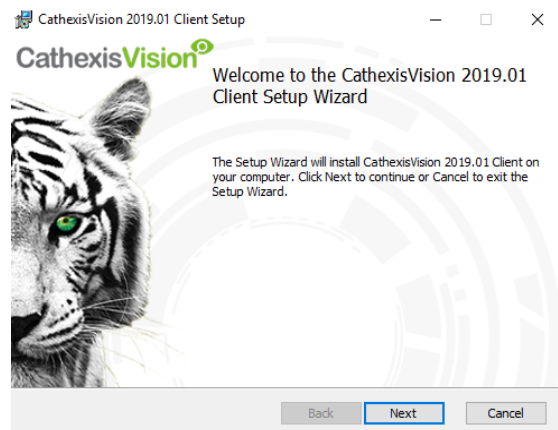 CathexisVision 2019.01 Client Setup
CathexisVision
Welcome to the CathexisVision 2019.01
Client Setup Wizard
The Setup Wizard will install CathexisVision 2019.01 Client on
your computer. Click Next to continue or Cancel to exit the
Setup Wizard.
Back Next Cancel